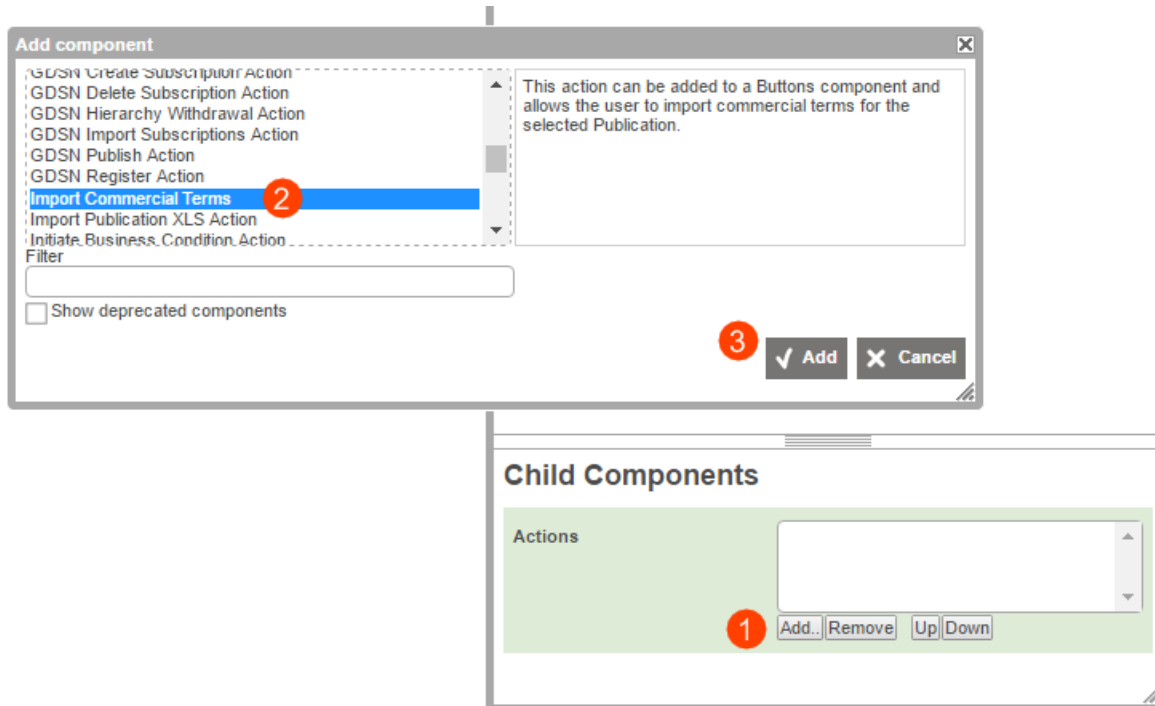 Add component
GDSN Create Subscription Action
GDSN Delete Subscription Action
GDSN Hierarchy Withdrawal Action
GDSN Import Subscriptions Action
GDSN Publish Action
GDSN Register Action
Import Commercial Terms
2
Import Publication XLS Action
Initiate Business Condition Action
This action can be added to a Buttons component and
allows the user to import commercial terms for the
selected Publication.
Filter
Show deprecated components
3
Add
Cancel
Child Components
Actions
1
Add.. Remove Up Down